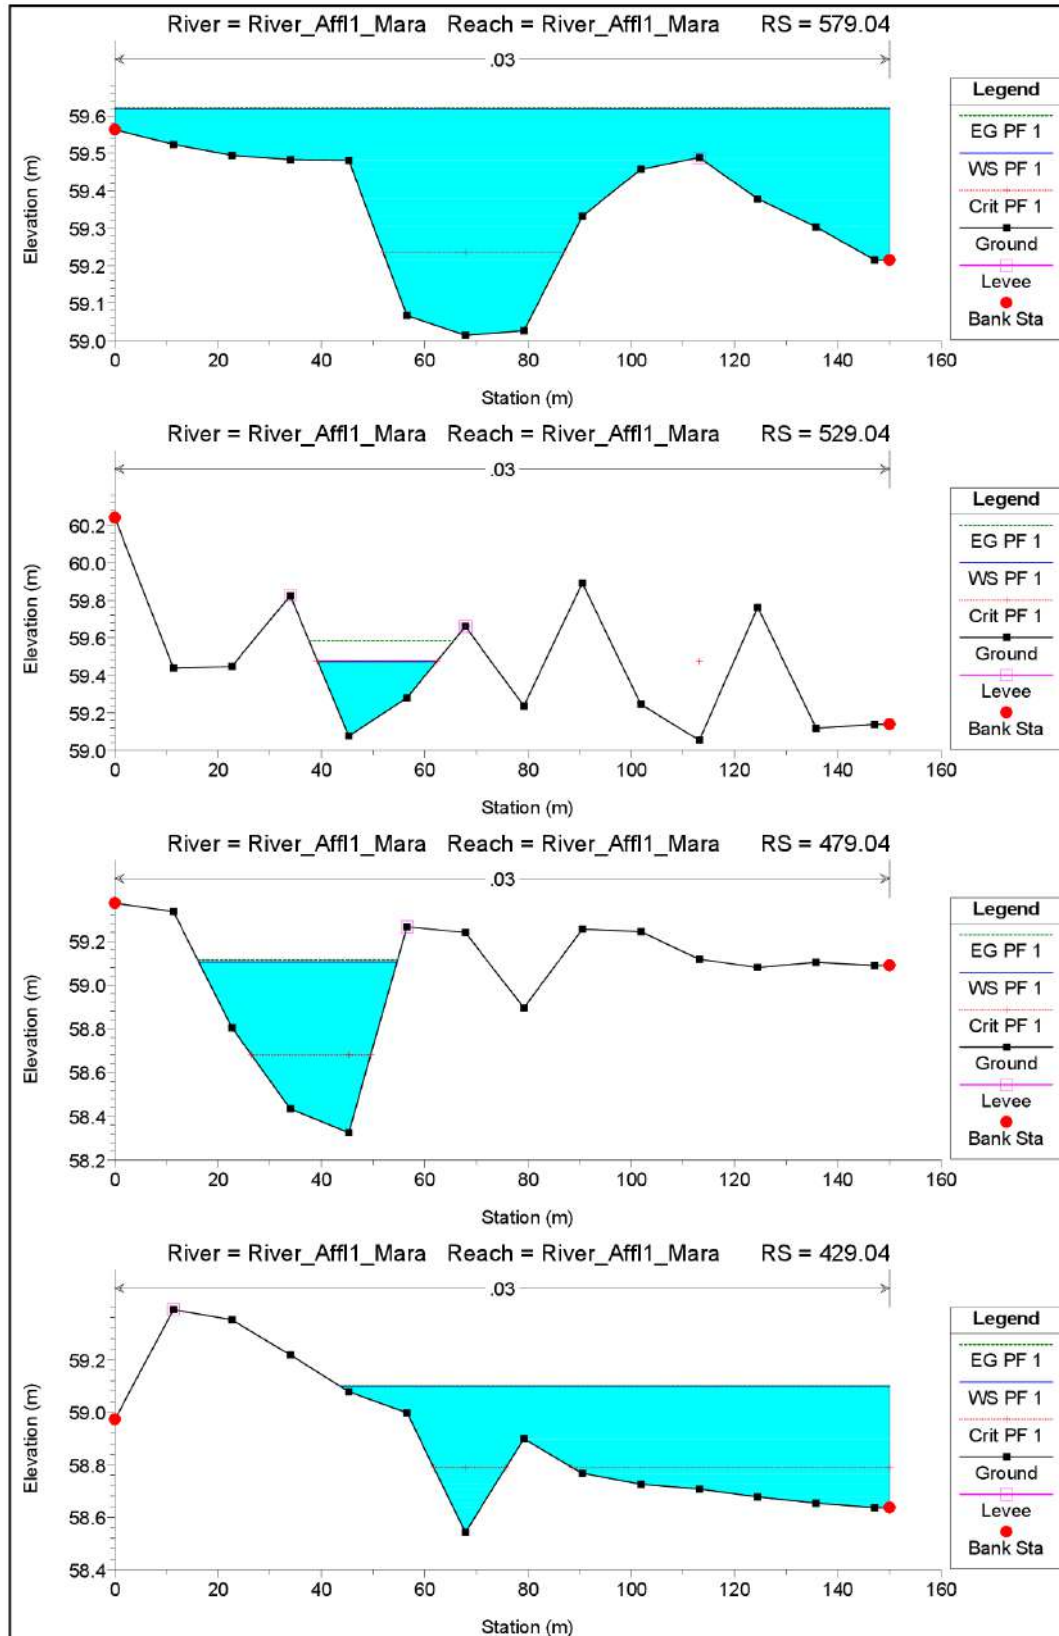 River = River_Affl1_Mara Reach = River_Affl1_Mara RS = 579.04
.03
Legend
EG PF 1
WS PF 1
Crit PF 1
Ground
Levee
Bank Sta
Elevation (m)
59.6
59.5
59.4
59.3
59.2
59.1
59.0
0 20 40 60 80 100 120 140 160
Station (m)
River = River_Affl1_Mara Reach = River_Affl1_Mara RS = 529.04
.03
Legend
EG PF 1
WS PF 1
Crit PF 1
Ground
Levee
Bank Sta
Elevation (m)
60.2
60.0
59.8
59.6
59.4
59.2
59.0
0 20 40 60 80 100 120 140 160
Station (m)
River = River_Affl1_Mara Reach = River_Affl1_Mara RS = 479.04
.03
Legend
EG PF 1
WS PF 1
Crit PF 1
Ground
Levee
Bank Sta
Elevation (m)
59.2
59.0
58.8
58.6
58.4
58.2
0 20 40 60 80 100 120 140 160
Station (m)
River = River_Affl1_Mara Reach = River_Affl1_Mara RS = 429.04
.03
Legend
EG PF 1
WS PF 1
Crit PF 1
Ground
Levee
Bank Sta
Elevation (m)
59.2
59.0
58.8
58.6
58.4
0 20 40 60 80 100 120 140 160
Station (m)